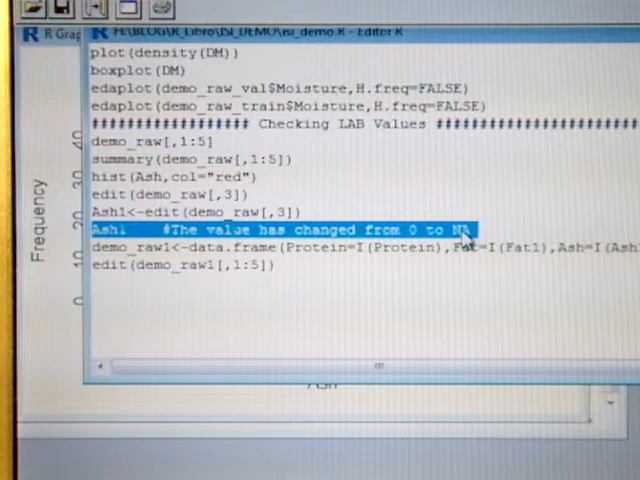 R Grap
F:\BLOG\R_Libro\ISI_DEMO\isi_demo.R - Editor R
plot(density(DM))
boxplot(DM)
edaplot(demo_raw_val$Moisture,H.freq=FALSE)
edaplot(demo_raw_train$Moisture,H.freq=FALSE)
################## Checking LAB Values #######################
demo_raw[,1:5]
summary(demo_raw[,1:5])
hist(Ash,col="red")
edit(demo_raw[,3])
Ash1<-edit(demo_raw[,3])
Ash1 #The value has changed from 0 to NA
demo_raw1<-data.frame(Protein=I(Protein),Fat=I(Fat1),Ash=I(Ash1
edit(demo_raw1[,1:5])
Frequency
40
30
20
10
0
Ash